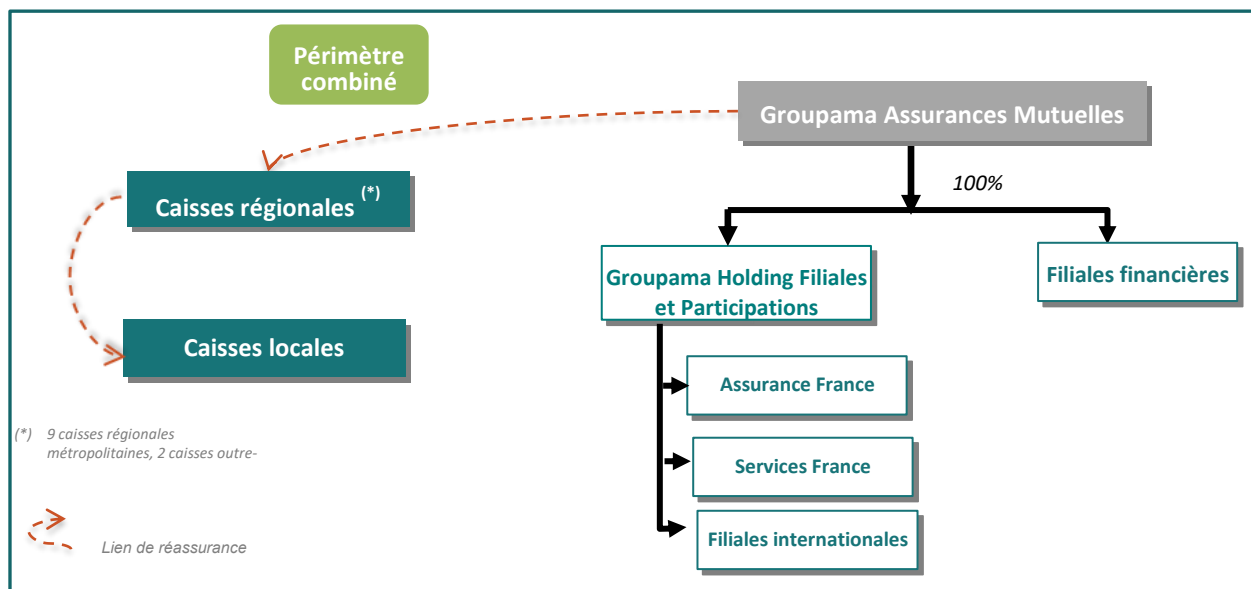 Périmètre
combiné
Groupama Assurances Mutuelles
100%
Caisses régionales (*)
Groupama Holding Filiales
et Participations
Filiales financières
Caisses locales
Assurance France
Services France
Filiales internationales
(*) 9 caisses régionales
métropolitaines, 2 caisses outre-
Lien de réassurance